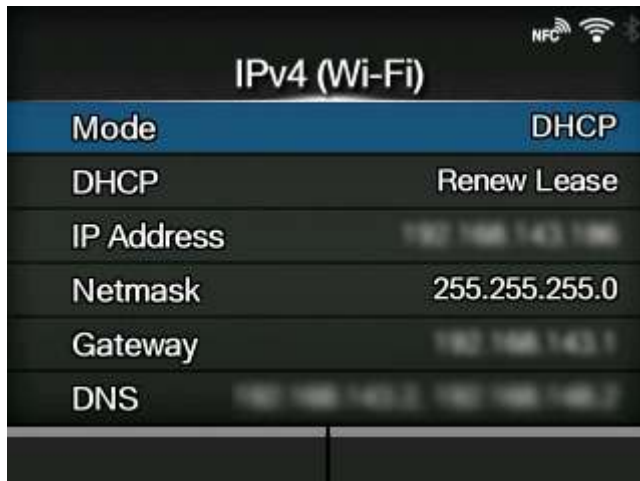 NFC
IPv4 (Wi-Fi)
Mode DHCP
DHCP Renew Lease
IP Address
Netmask 255.255.255.0
Gateway
DNS